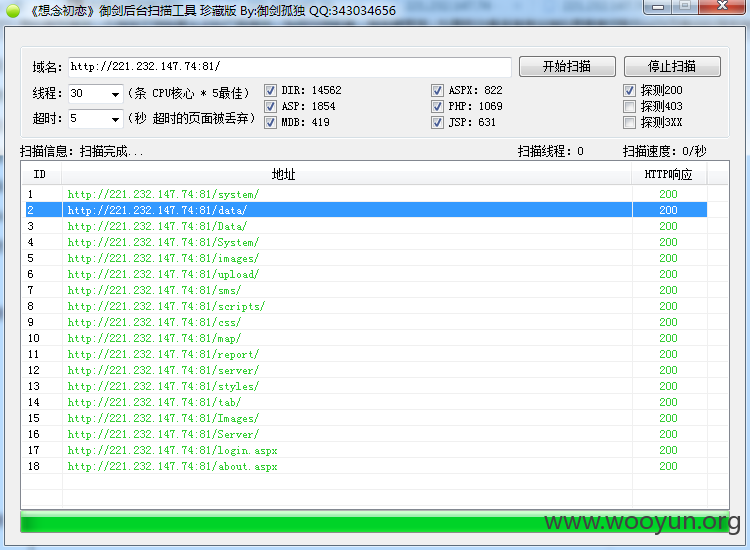 《想念初恋》御剑后台扫描工具 珍藏版 By:御剑孤独 QQ:343034656
域名: http://221.232.147.74:81/ 开始扫描 停止扫描
线程: 30 (条 CPU核心 * 5最佳) DIR: 14562 ASPX: 822 探测200
ASP: 1854 PHP: 1069 探测403
超时: 5 (秒 超时的页面被丢弃) MDB: 419 JSP: 631 探测3XX
扫描信息: 扫描完成... 扫描线程: 0 扫描速度: 0/秒
ID 地址 HTTP响应
1 http://221.232.147.74:81/system/ 200
2 http://221.232.147.74:81/data/ 200
3 http://221.232.147.74:81/Data/ 200
4 http://221.232.147.74:81/System/ 200
5 http://221.232.147.74:81/images/ 200
6 http://221.232.147.74:81/upload/ 200
7 http://221.232.147.74:81/sms/ 200
8 http://221.232.147.74:81/scripts/ 200
9 http://221.232.147.74:81/css/ 200
10 http://221.232.147.74:81/map/ 200
11 http://221.232.147.74:81/report/ 200
12 http://221.232.147.74:81/server/ 200
13 http://221.232.147.74:81/styles/ 200
14 http://221.232.147.74:81/tab/ 200
15 http://221.232.147.74:81/Images/ 200
16 http://221.232.147.74:81/Server/ 200
17 http://221.232.147.74:81/login.aspx 200
18 http://221.232.147.74:81/about.aspx 200
www.wooyun.org